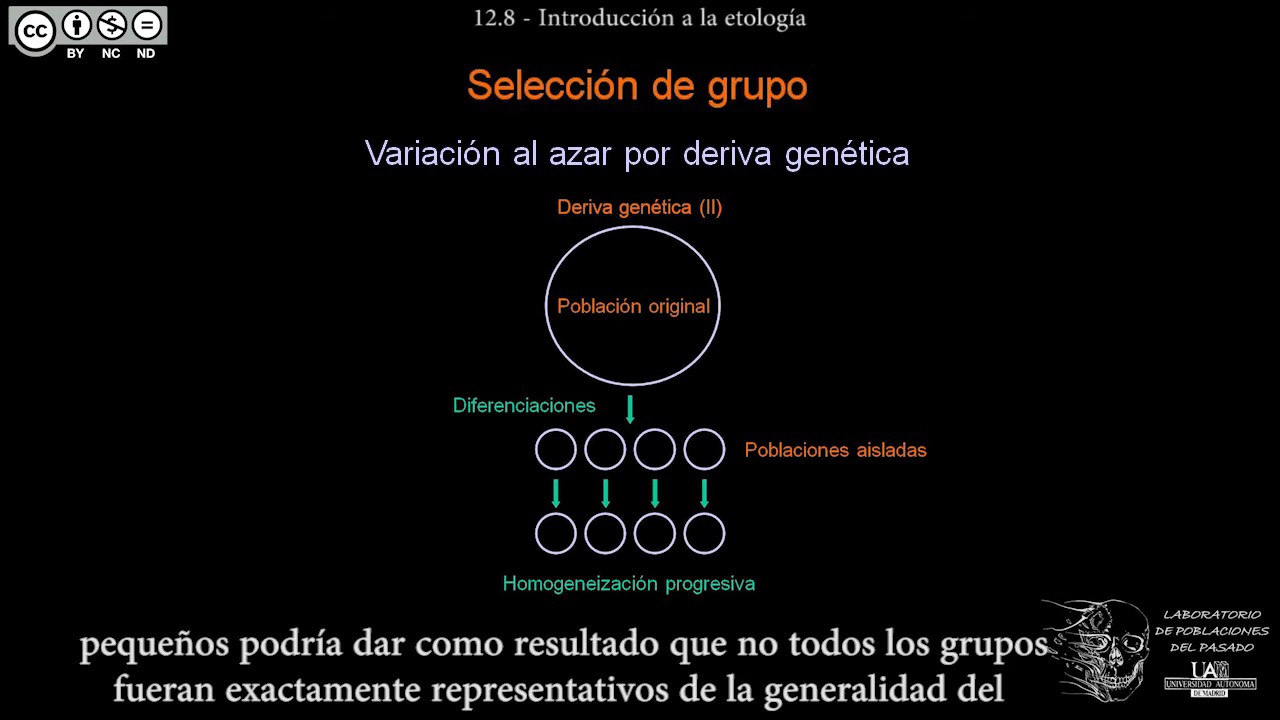 12.8 - Introducción a la etología
CC
BY NC ND
Selección de grupo
Variación al azar por deriva genética
Deriva genética (II)
Población original
Diferenciaciones
Poblaciones aisladas
Homogeneización progresiva
pequeños podría dar como resultado que no todos los grupos
fueran exactamente representativos de la generalidad del
LABORATORIO
DE POBLACIONES
DEL PASADO
UAM
UNIVERSIDAD AUTONOMA
DE MADRID